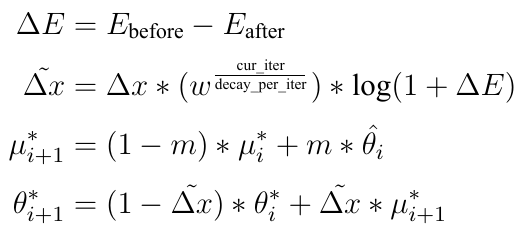 ΔE = E_before − E_after
Δ̃x = Δx ∗ (w^(cur_iter/decay_per_iter)) ∗ log(1 + ΔE)
μ*_{i+1} = (1 − m) ∗ μ*_i + m ∗ θ̂_i
θ*_{i+1} = (1 − Δ̃x) ∗ θ*_i + Δ̃x ∗ μ*_{i+1}